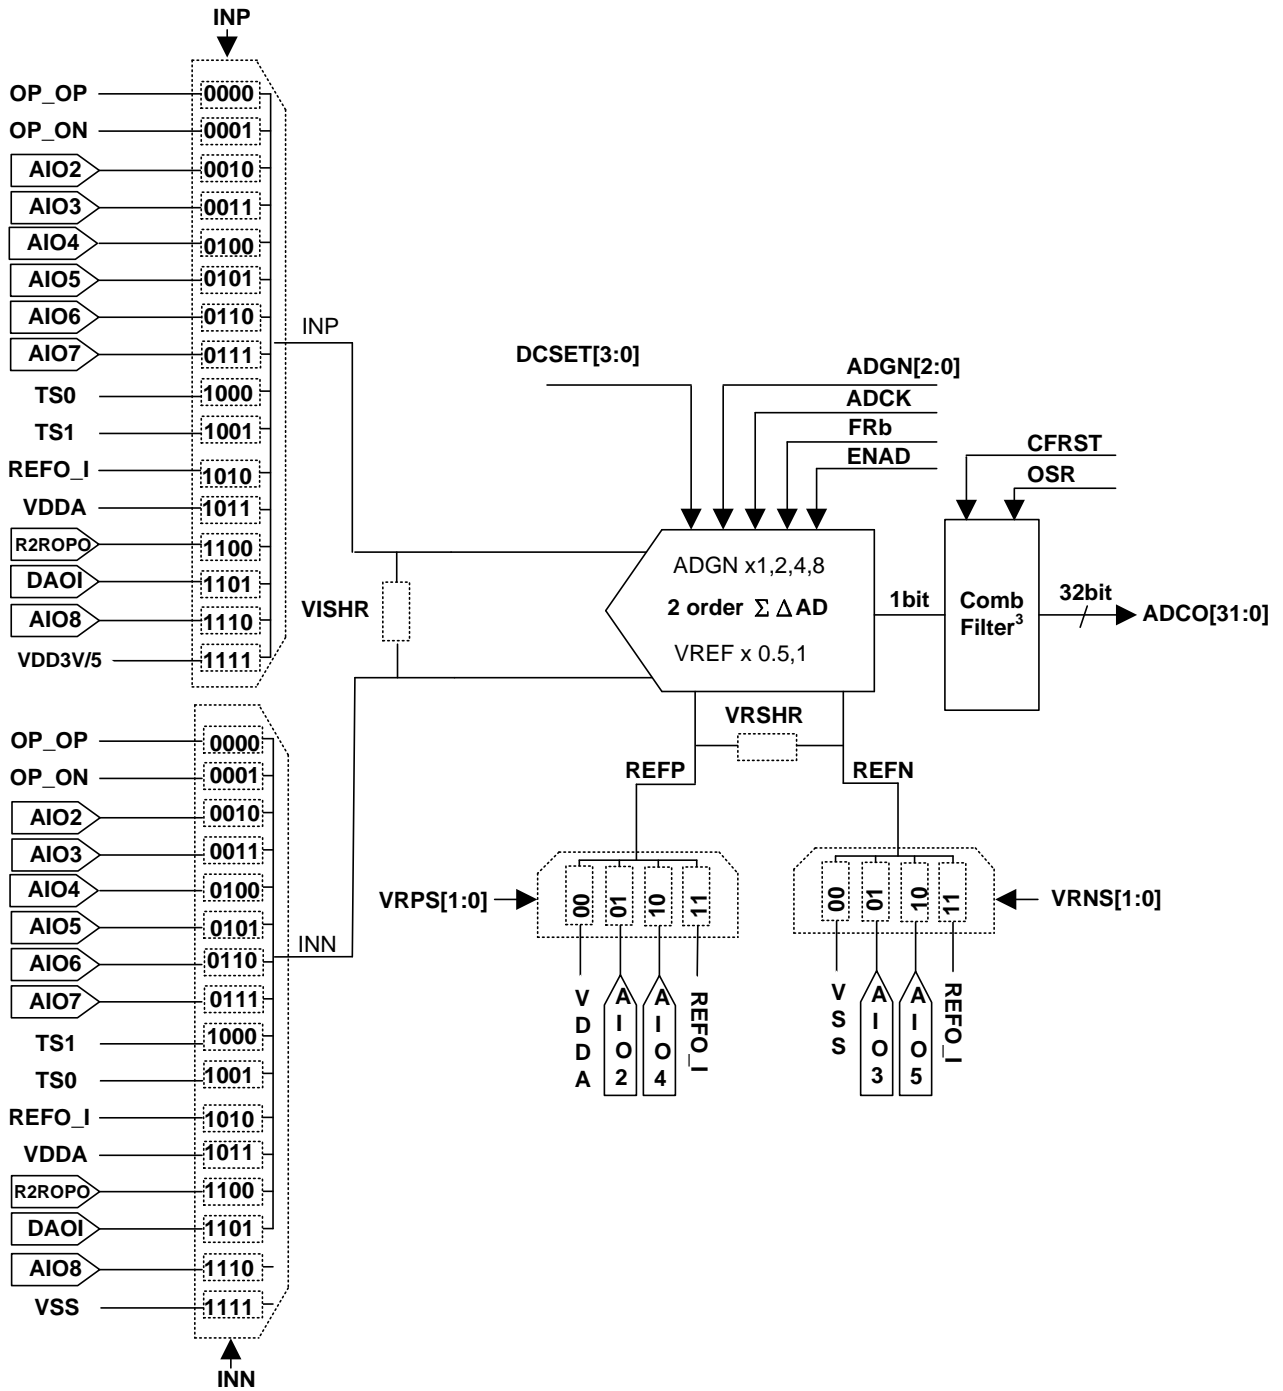 INP
OP_OP 0000
OP_ON 0001
AIO2 0010
AIO3 0011
AIO4 0100
AIO5 0101
AIO6 0110
AIO7 0111
TS0 1000
TS1 1001
REFO_I 1010
VDDA 1011
R2ROPO 1100
DAOI 1101
AIO8 1110
VDD3V/5 1111
INP
VISHR
DCSET[3:0]
ADGN[2:0]
ADCK
FRb
ENAD
CFRST
OSR
ADGN x1,2,4,8
2 order Σ Δ AD
VREF x 0.5,1
1bit
Comb
Filter3
32bit
ADCO[31:0]
VRSHR
REFP
REFN
VRPS[1:0]
00
01
10
11
VDDA
AIO2
AIO4
REFO_I
00
01
10
11
VRNS[1:0]
VSS
AIO3
AIO5
REFO_I
OP_OP 0000
OP_ON 0001
AIO2 0010
AIO3 0011
AIO4 0100
AIO5 0101
AIO6 0110
AIO7 0111
TS1 1000
TS0 1001
REFO_I 1010
VDDA 1011
R2ROPO 1100
DAOI 1101
AIO8 1110
VSS 1111
INN
INN